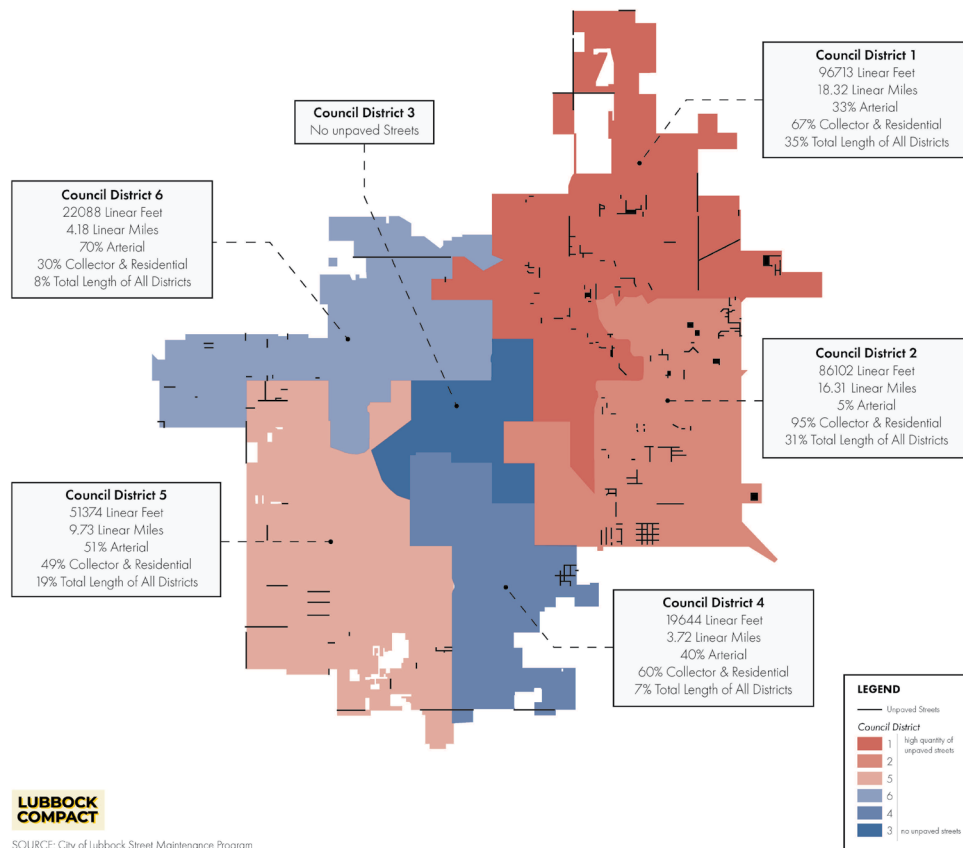 Council District 1
96713 Linear Feet
18.32 Linear Miles
33% Arterial
67% Collector & Residential
35% Total Length of All Districts
Council District 3
No unpaved Streets
Council District 6
22088 Linear Feet
4.18 Linear Miles
70% Arterial
30% Collector & Residential
8% Total Length of All Districts
Council District 2
86102 Linear Feet
16.31 Linear Miles
5% Arterial
95% Collector & Residential
31% Total Length of All Districts
Council District 5
51374 Linear Feet
9.73 Linear Miles
51% Arterial
49% Collector & Residential
19% Total Length of All Districts
Council District 4
19644 Linear Feet
3.72 Linear Miles
40% Arterial
60% Collector & Residential
7% Total Length of All Districts
LEGEND
Unpaved Streets
Council District
1 high quantity of
unpaved streets
2
5
6
4
3 no unpaved streets
LUBBOCK
COMPACT
SOURCE: City of Lubbock Street Maintenance Program